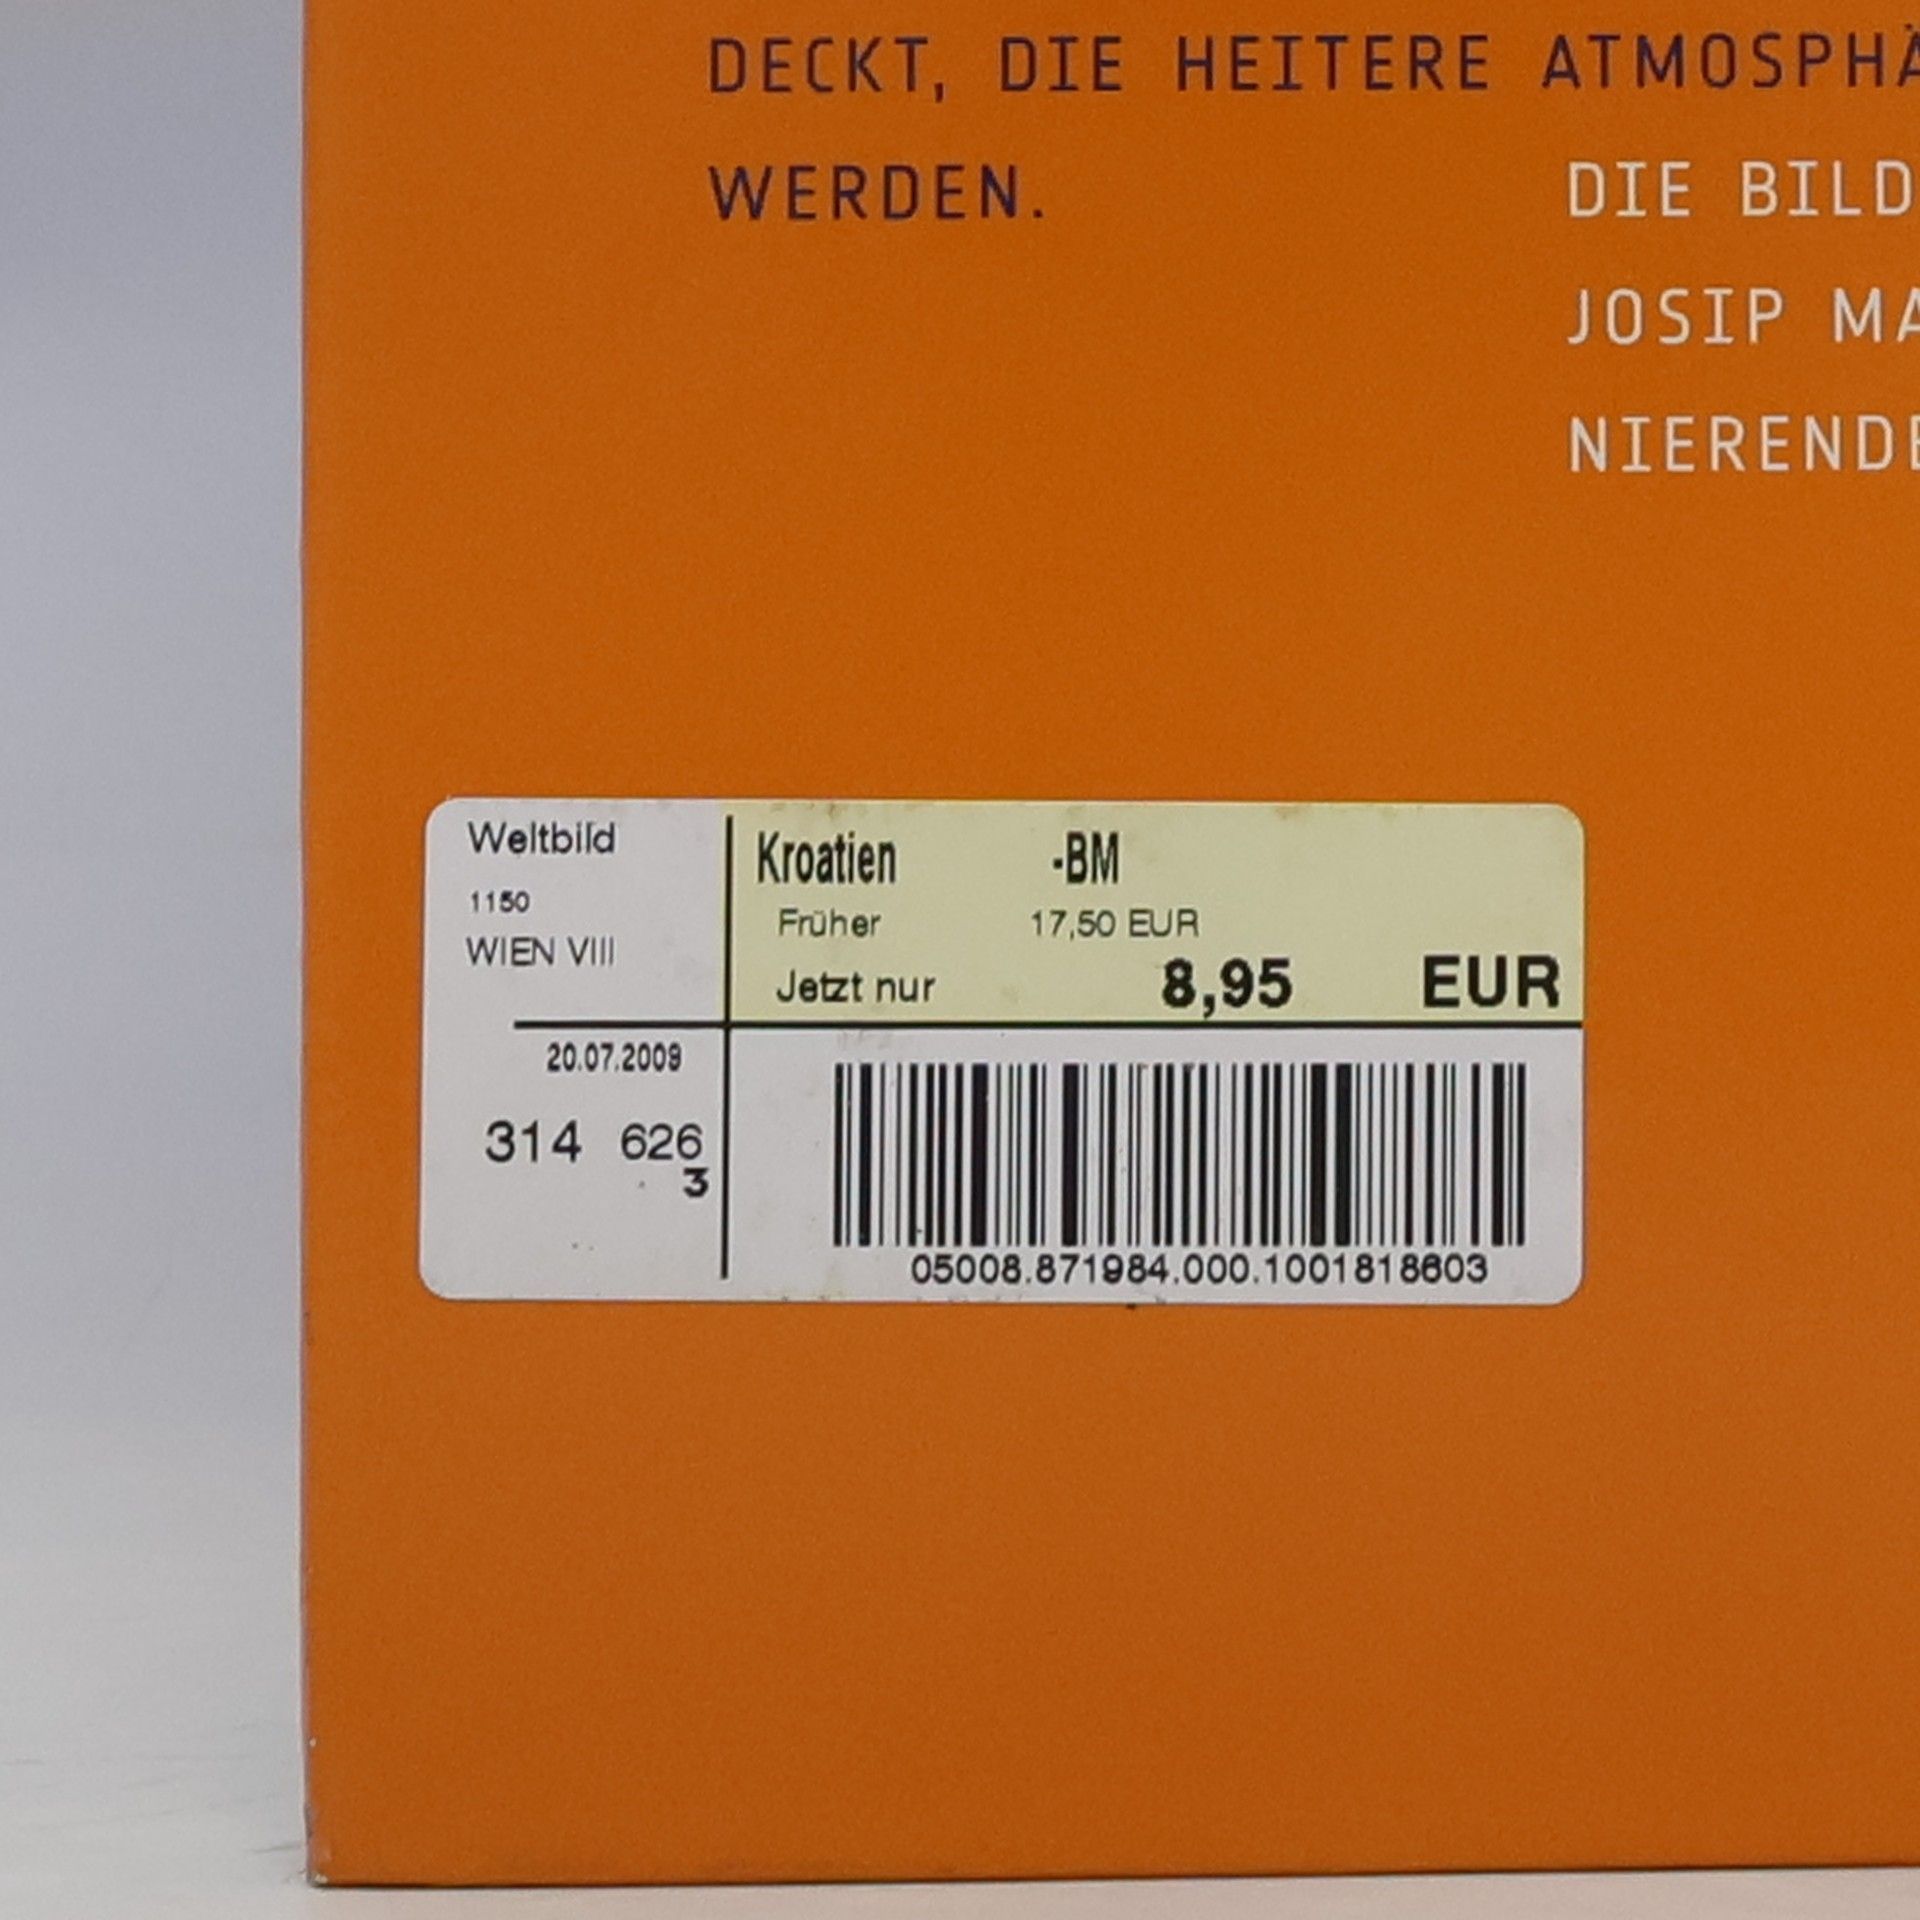 DECKT, DIE HEITERE ATMOSPHÄ
WERDEN.
DIE BILD
JOSIP MA
NIERENDE
Weltbild
1150
WIEN VIII
Kroatien -BM
Früher 17,50 EUR
Jetzt nur 8,95 EUR
20.07.2009
314 626
3
05008.871984.000.1001818603